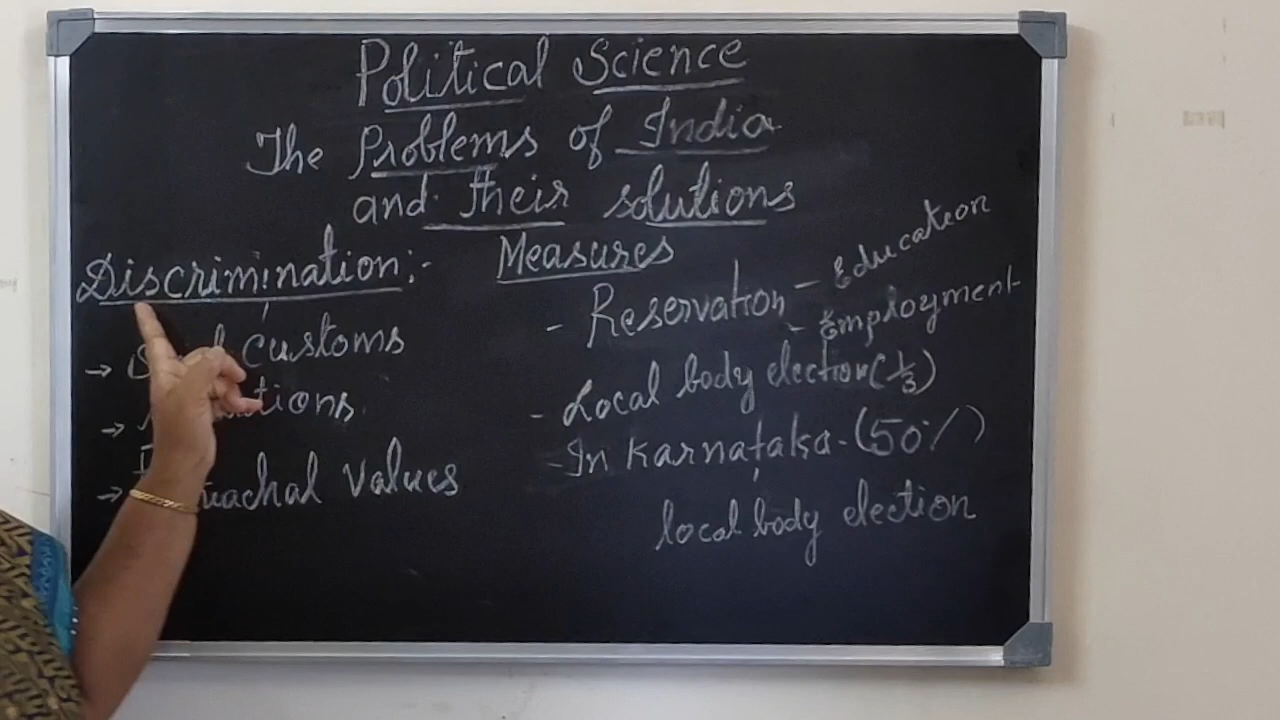 Political Science
The Problems of India
and their solutions
Discrimination:-
→ customs
→
→ values
Measures
- Reservation - Education
- Employment
- Local body election (1/3)
- In Karnataka - (50%)
local body election